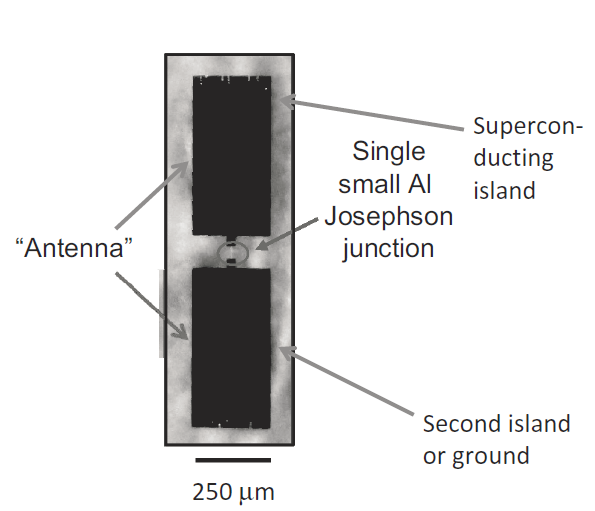 Supercon-
ducting
island
Single
small Al
Josephson
junction
“Antenna”
Second island
or ground
250 μm